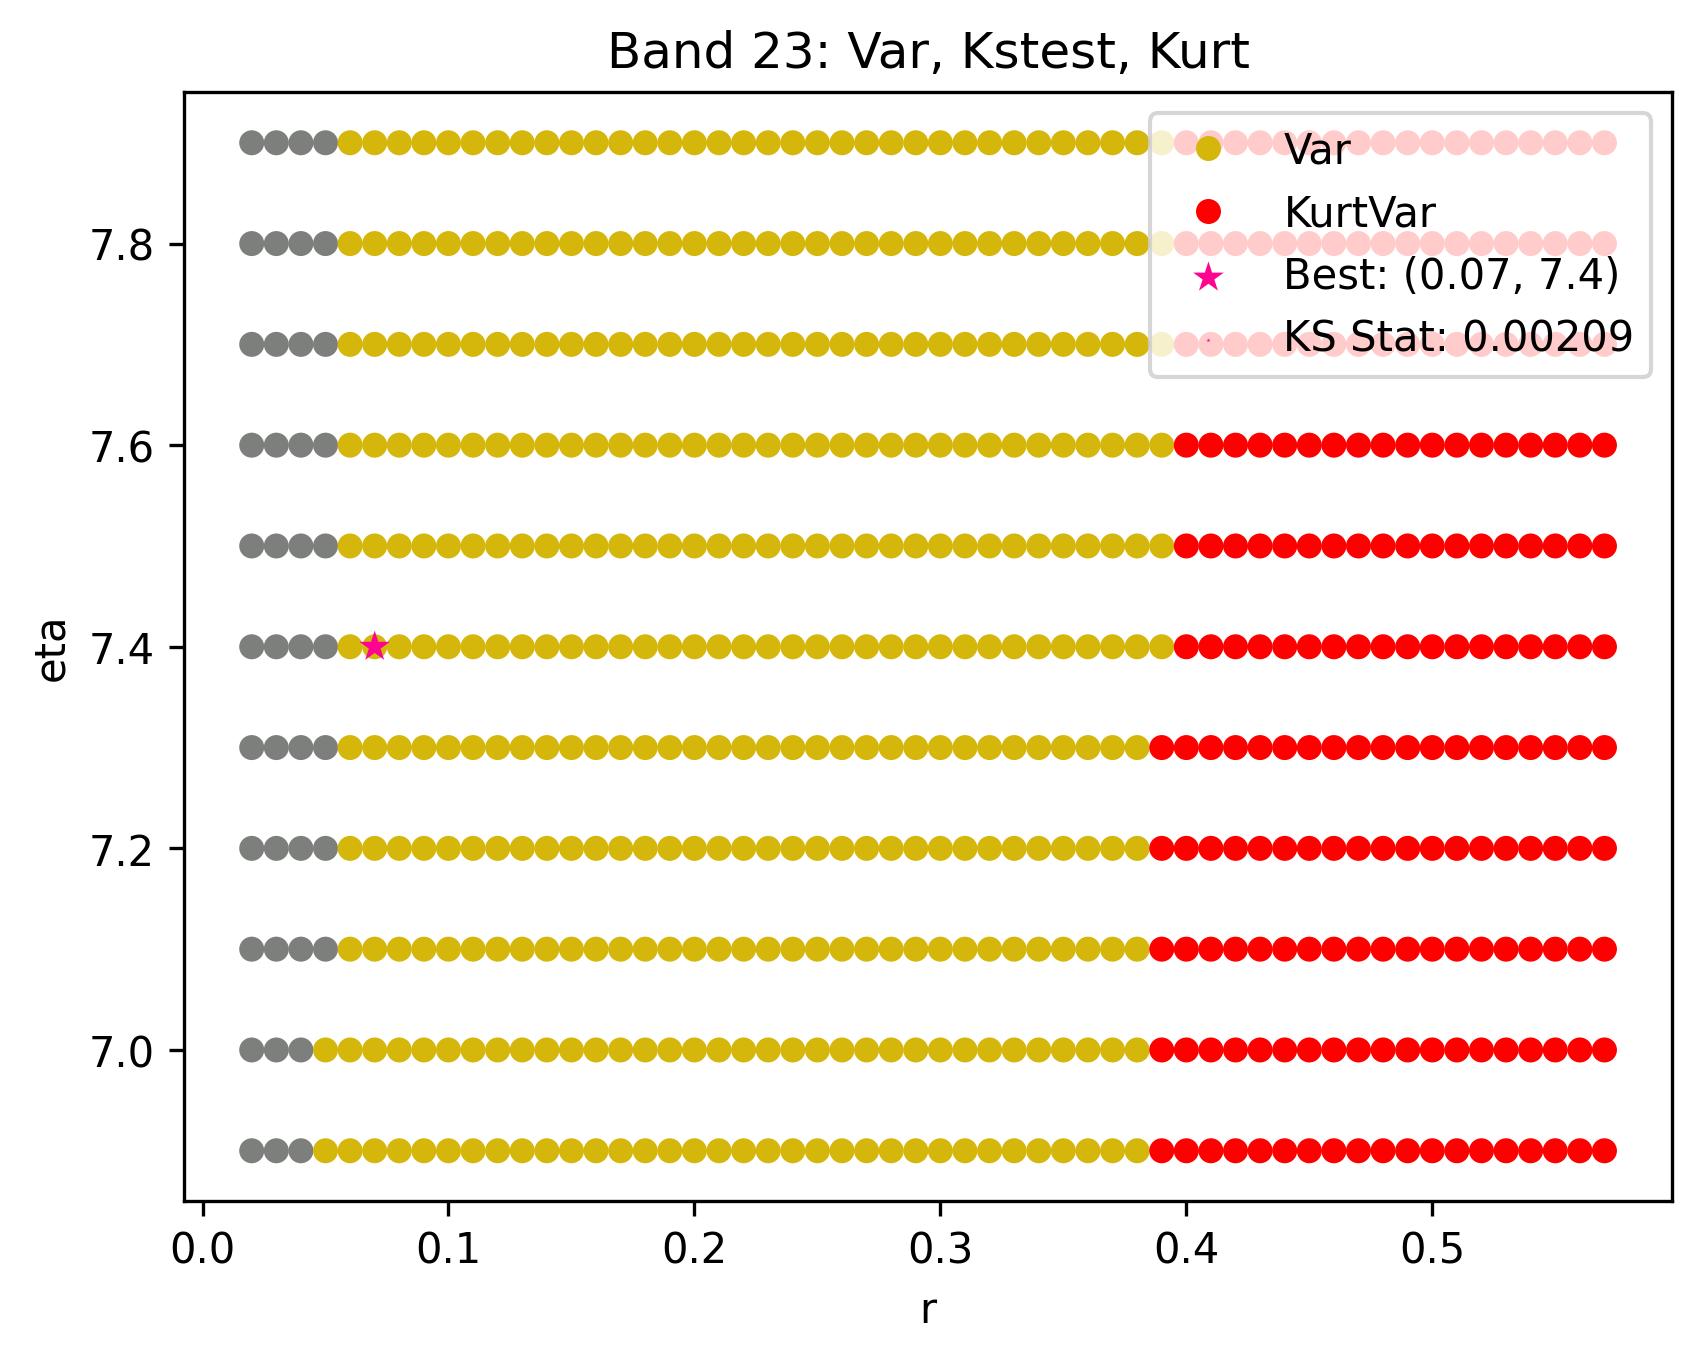 Band 23: Var, Kstest, Kurt
Var
KurtVar
Best: (0.07, 7.4)
KS Stat: 0.00209
eta
7.8
7.6
7.4
7.2
7.0
0.0 0.1 0.2 0.3 0.4 0.5
r